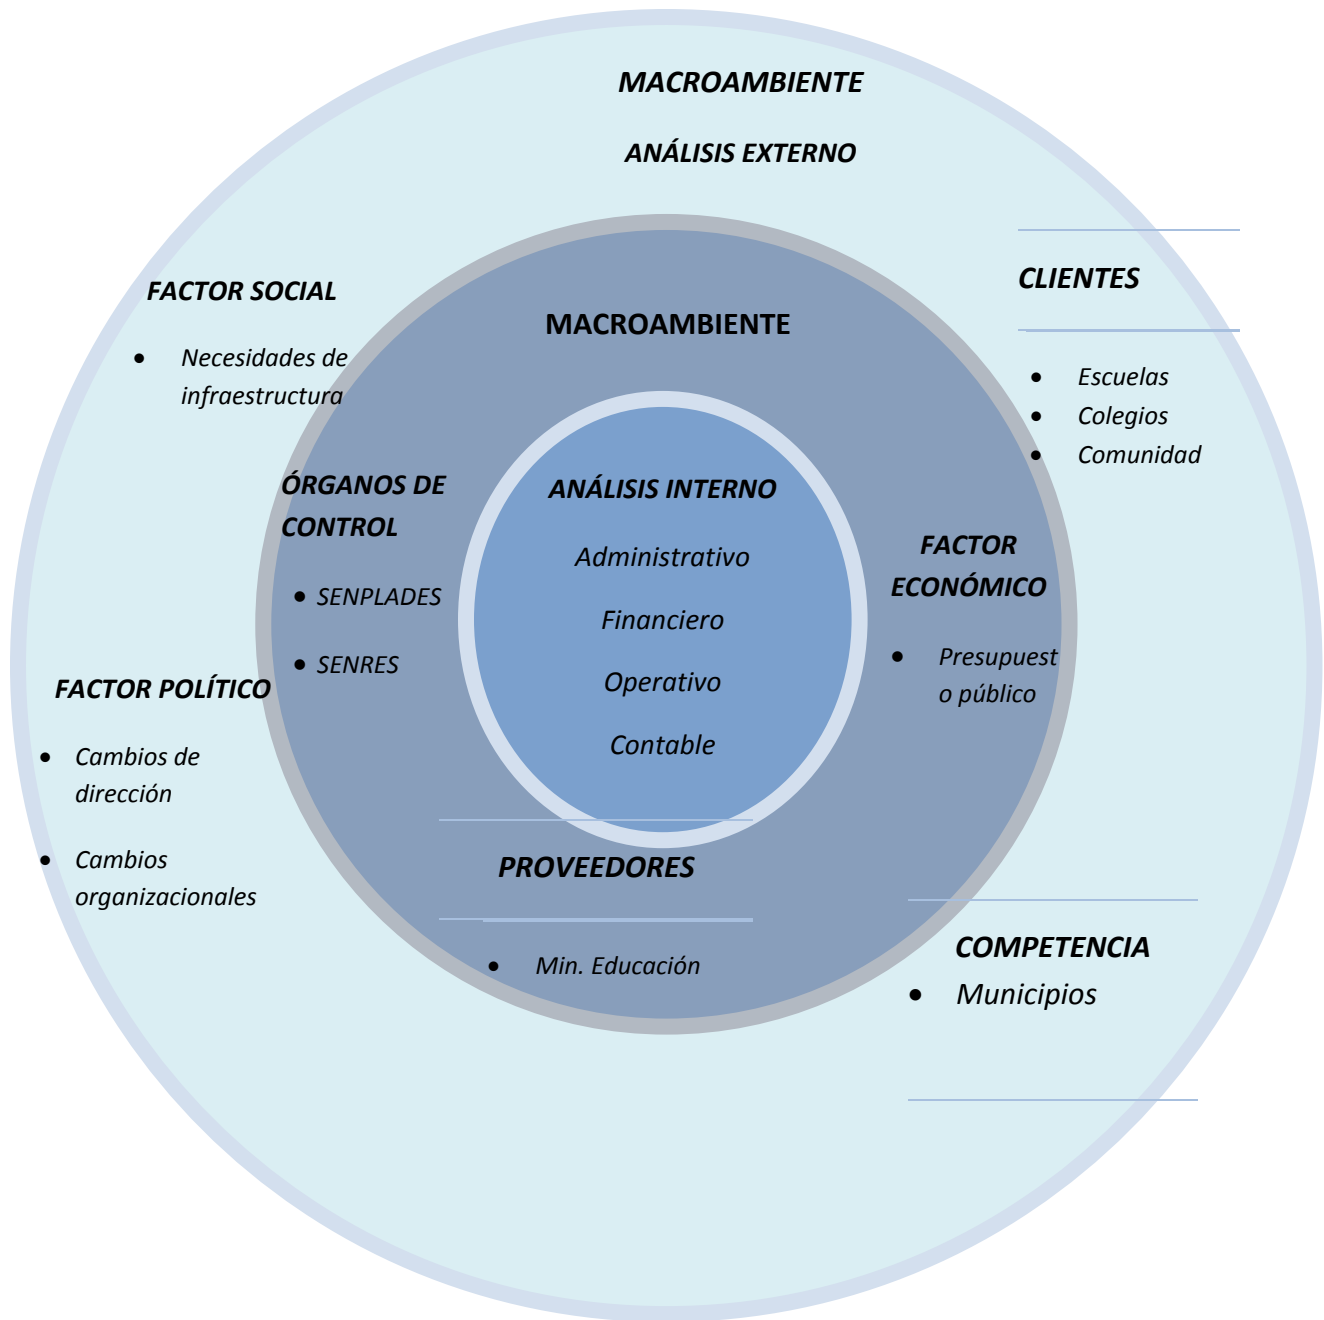 MACROAMBIENTE
ANÁLISIS EXTERNO
FACTOR SOCIAL
• Necesidades de
infraestructura
CLIENTES
• Escuelas
• Colegios
• Comunidad
MACROAMBIENTE
ÓRGANOS DE
CONTROL
• SENPLADES
• SENRES
ANÁLISIS INTERNO
Administrativo
Financiero
Operativo
Contable
FACTOR
ECONÓMICO
• Presupuest
o público
FACTOR POLÍTICO
• Cambios de
dirección
• Cambios
organizacionales
PROVEEDORES
• Min. Educación
COMPETENCIA
• Municipios